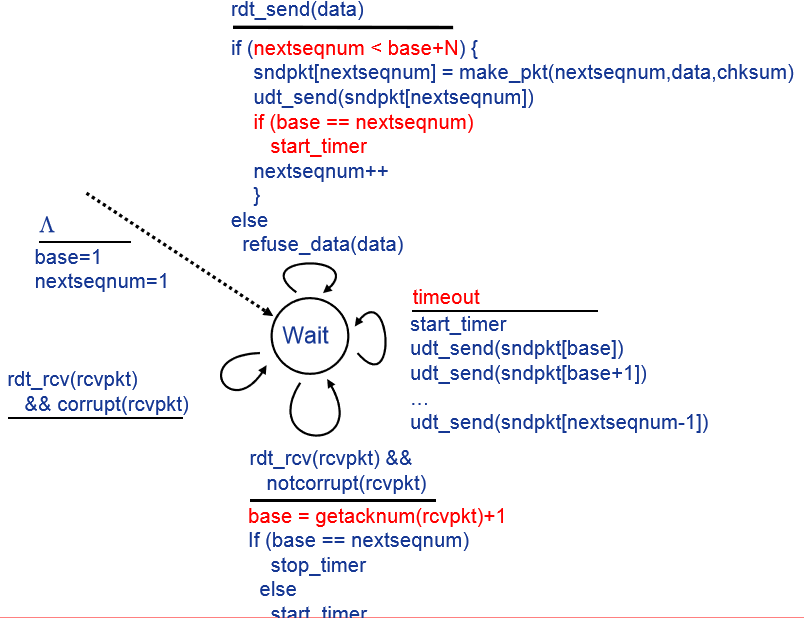 rdt_send(data)
if (nextseqnum < base+N) {
sndpkt[nextseqnum] = make_pkt(nextseqnum,data,chksum)
udt_send(sndpkt[nextseqnum])
if (base == nextseqnum)
start_timer
nextseqnum++
}
else
refuse_data(data)
Λ
base=1
nextseqnum=1
Wait
timeout
start_timer
udt_send(sndpkt[base])
udt_send(sndpkt[base+1])
…
udt_send(sndpkt[nextseqnum-1])
rdt_rcv(rcvpkt)
&& corrupt(rcvpkt)
rdt_rcv(rcvpkt) &&
notcorrupt(rcvpkt)
base = getacknum(rcvpkt)+1
If (base == nextseqnum)
stop_timer
else
start_timer